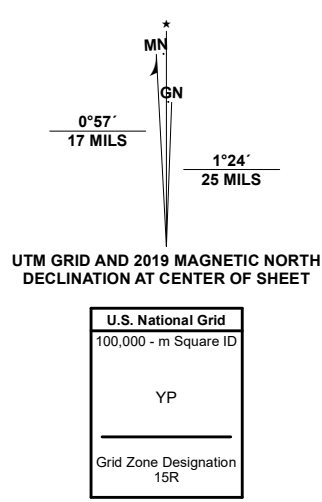 MN
GN
0°57´
17 MILS
1°24´
25 MILS
UTM GRID AND 2019 MAGNETIC NORTH
DECLINATION AT CENTER OF SHEET
U.S. National Grid
100,000 - m Square ID
YP
Grid Zone Designation
15R